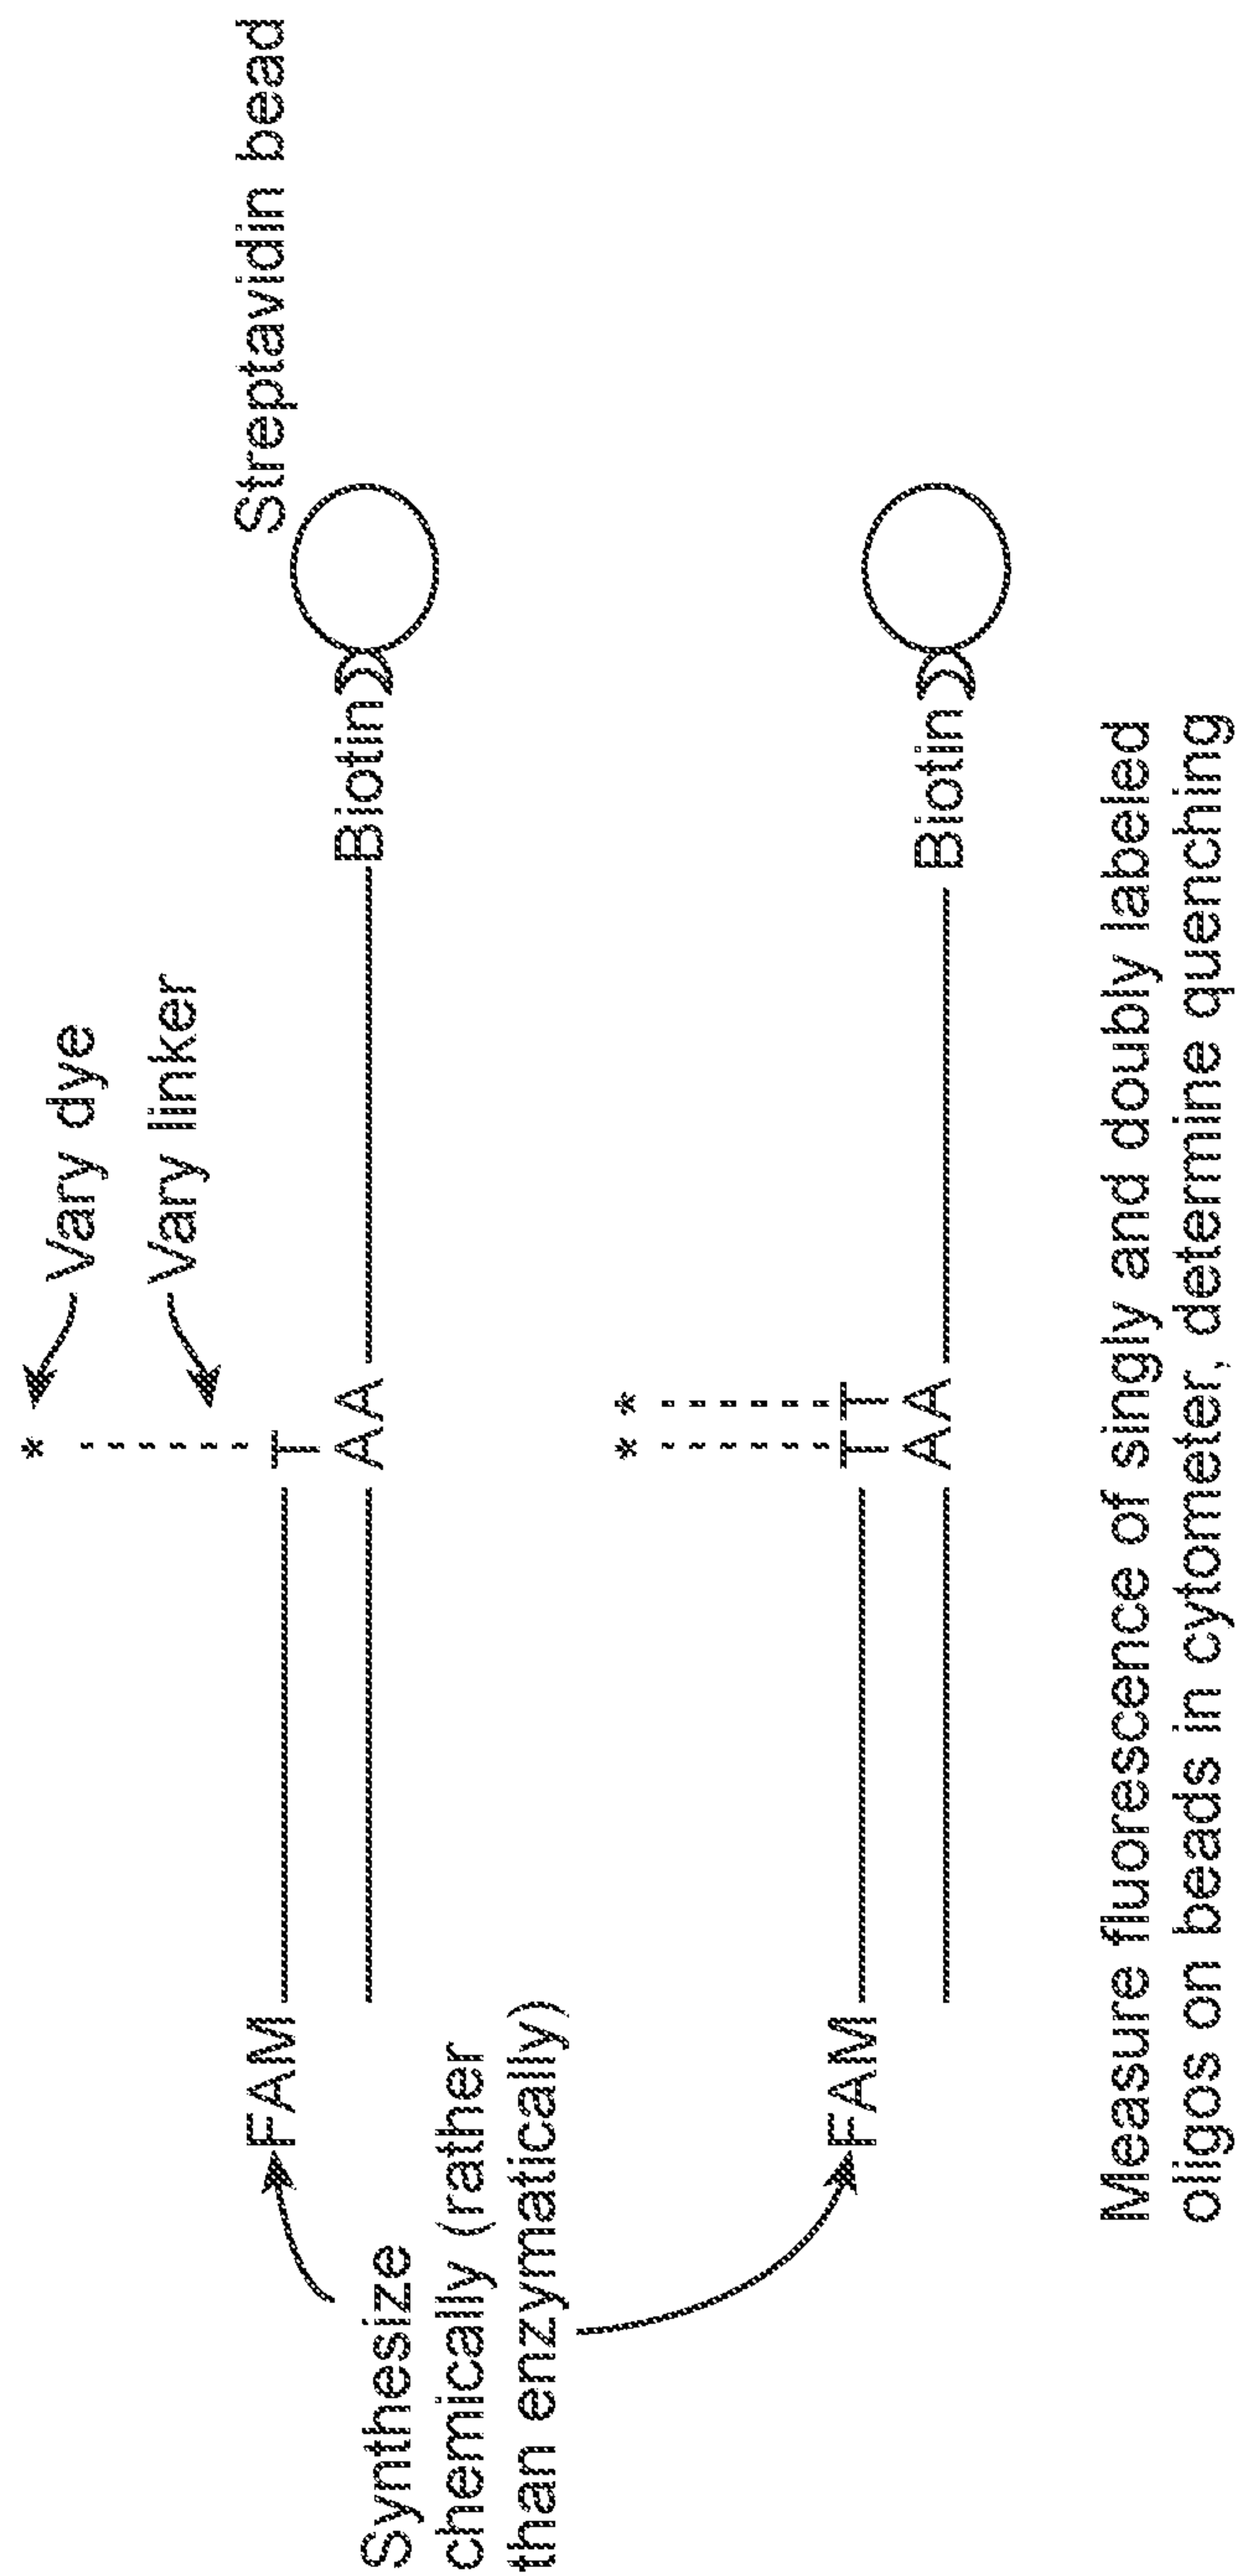 *
Vary dye
Vary linker
T
AA
FAM
Biotin
Streptavidin bead
Synthesize
chemically (rather
than enzymatically)
* *
TT
AA
FAM
Biotin
Measure fluorescence of singly and doubly labeled
oligos on beads in cytometer, determine quenching